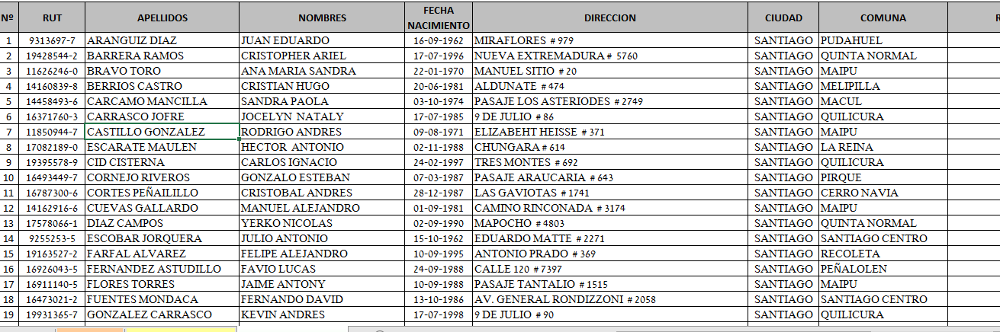 Nº RUT APELLIDOS NOMBRES FECHA NACIMIENTO DIRECCION CIUDAD COMUNA
1 9313697-7 ARANGUIZ DIAZ JUAN EDUARDO 16-09-1962 MIRAFLORES # 979 SANTIAGO PUDAHUEL
2 19428544-2 BARRERA RAMOS CRISTOPHER ARIEL 17-07-1996 NUEVA EXTREMADURA # 5760 SANTIAGO QUINTA NORMAL
3 11626246-0 BRAVO TORO ANA MARIA SANDRA 22-01-1970 MANUEL SITIO # 20 SANTIAGO MAIPU
4 14160839-8 BERRIOS CASTRO CRISTIAN HUGO 20-06-1981 ALDUNATE # 474 SANTIAGO MELIPILLA
5 14458493-6 CARCAMO MANCILLA SANDRA PAOLA 03-10-1974 PASAJE LOS ASTERIODES # 2749 SANTIAGO MACUL
6 16371760-3 CARRASCO JOFRE JOCELYN NATALY 17-07-1985 9 DE JULIO # 86 SANTIAGO QUILICURA
7 11850944-7 CASTILLO GONZALEZ RODRIGO ANDRES 09-08-1971 ELIZABEHT HEISSE # 371 SANTIAGO MAIPU
8 17082189-0 ESCARATE MAULEN HECTOR ANTONIO 02-11-1988 CHUNGARA # 614 SANTIAGO LA REINA
9 19395578-9 CID CISTERNA CARLOS IGNACIO 24-02-1997 TRES MONTES # 692 SANTIAGO QUILICURA
10 16493449-7 CORNEJO RIVEROS GONZALO ESTEBAN 07-03-1987 PASAJE ARAUCARIA # 643 SANTIAGO PIRQUE
11 16787300-6 CORTES PEÑAILILLO CRISTOBAL ANDRES 28-12-1987 LAS GAVIOTAS # 1741 SANTIAGO CERRO NAVIA
12 14162916-6 CUEVAS GALLARDO MANUEL ALEJANDRO 01-09-1981 CAMINO RINCONADA # 3174 SANTIAGO MAIPU
13 17578066-1 DIAZ CAMPOS YERKO NICOLAS 02-09-1990 MAPOCHO # 4803 SANTIAGO QUINTA NORMAL
14 9255253-5 ESCOBAR JORQUERA JULIO ANTONIO 15-10-1962 EDUARDO MATTE # 2271 SANTIAGO SANTIAGO CENTRO
15 19163527-2 FARFAL ALVAREZ FELIPE ALEJANDRO 10-09-1995 ANTONIO PRADO # 369 SANTIAGO RECOLETA
16 16926043-5 FERNANDEZ ASTUDILLO FAVIO LUCAS 24-09-1988 CALLE 120 # 7397 SANTIAGO PEÑALOLEN
17 16911140-5 FLORES TORRES JAIME ANTONY 10-09-1988 PASAJE TANTALIO # 1515 SANTIAGO MAIPU
18 16473021-2 FUENTES MONDACA FERNANDO DAVID 13-10-1986 AV. GENERAL RONDIZZONI # 2058 SANTIAGO SANTIAGO CENTRO
19 19931365-7 GONZALEZ CARRASCO KEVIN ANDRES 17-07-1998 9 DE JULIO # 90 SANTIAGO QUILICURA